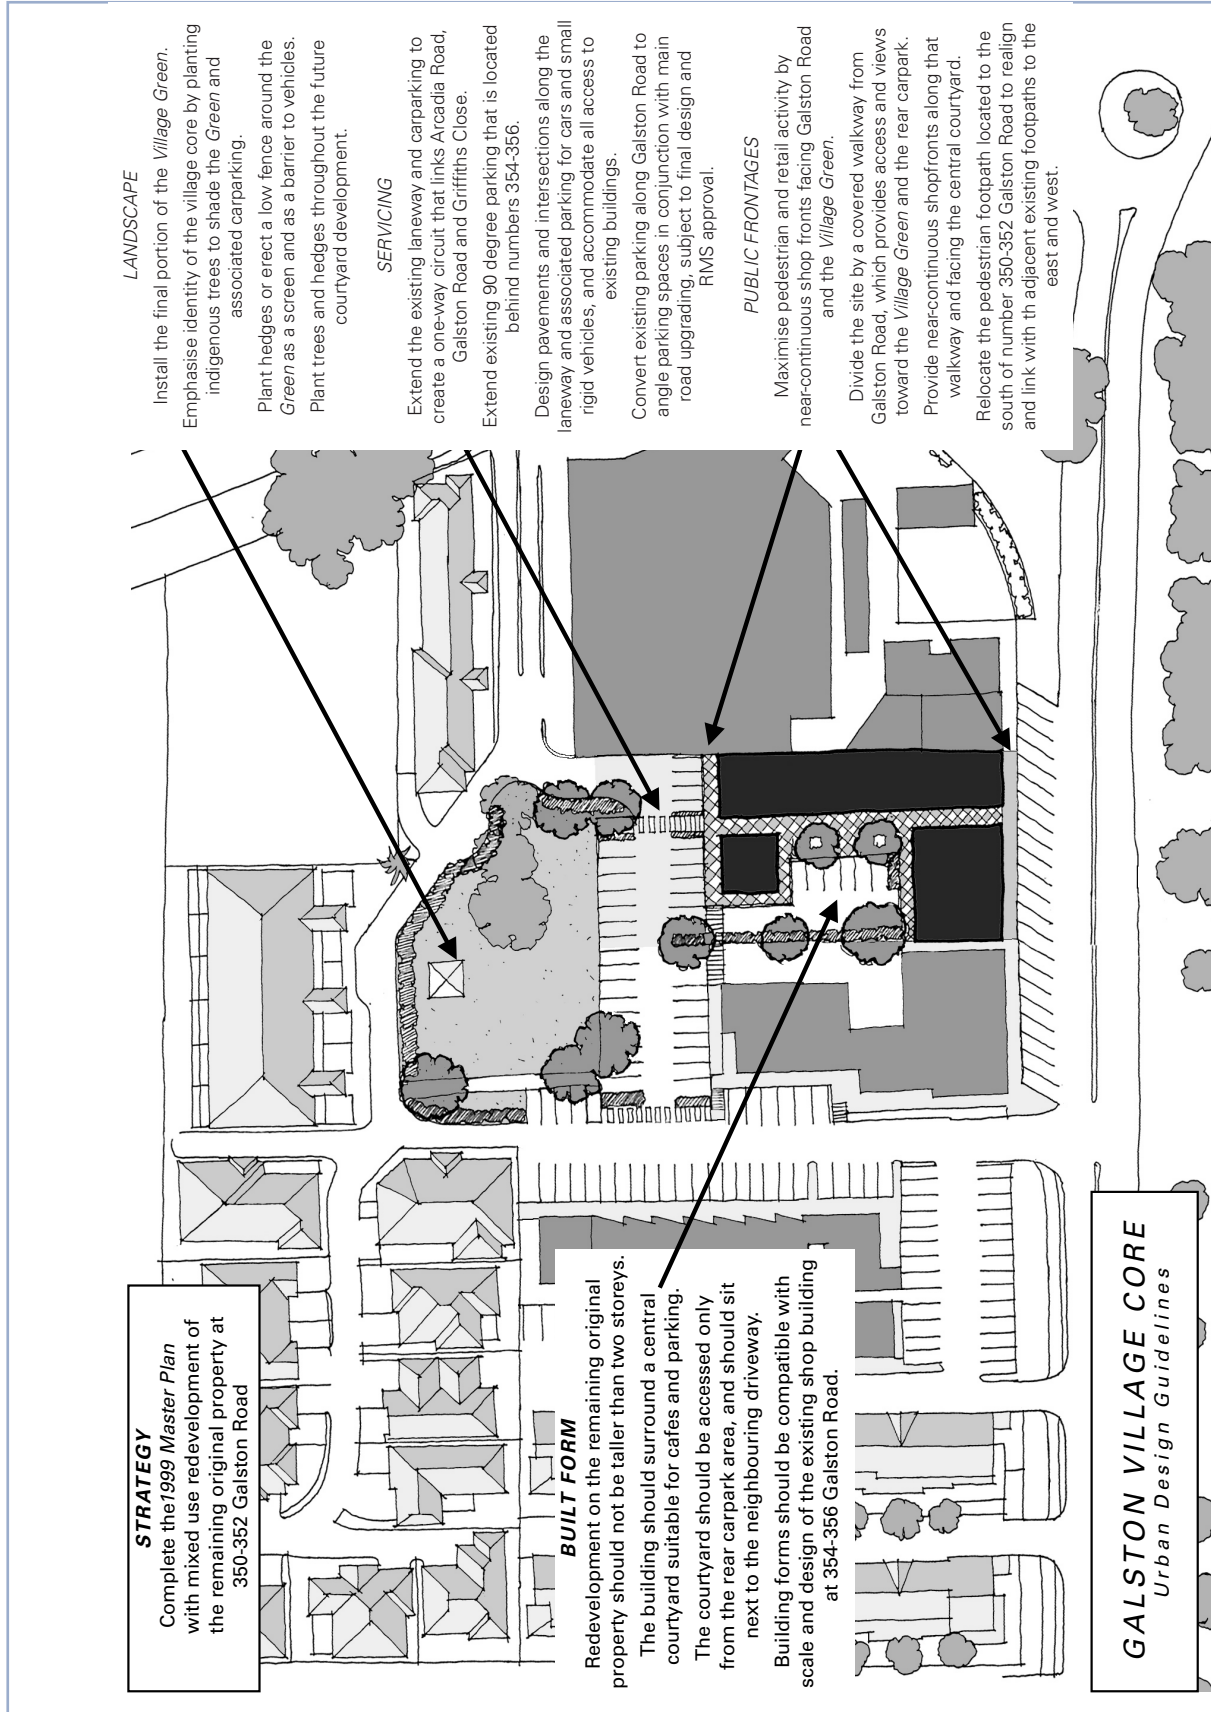 STRATEGY
Complete the1999 Master Plan
with mixed use redevelopment of
the remaining original property at
350-352 Galston Road
BUILT FORM
Redevelopment on the remaining original
property should not be taller than two storeys.
The building should surround a central
courtyard suitable for cafes and parking.
The courtyard should be accessed only
from the rear carpark area, and should sit
next to the neighbouring driveway.
Building forms should be compatible with
scale and design of the existing shop building
at 354-356 Galston Road.
LANDSCAPE
Install the final portion of the Village Green.
Emphasise identity of the village core by planting
indigenous trees to shade the Green and
associated carparking.
Plant hedges or erect a low fence around the
Green as a screen and as a barrier to vehicles.
Plant trees and hedges throughout the future
courtyard development.
SERVICING
Extend the existing laneway and carparking to
create a one-way circuit that links Arcadia Road,
Galston Road and Griffiths Close.
Extend existing 90 degree parking that is located
behind numbers 354-356.
Design pavements and intersections along the
laneway and associated parking for cars and small
rigid vehicles, and accommodate all access to
existing buildings.
Convert existing parking along Galston Road to
angle parking spaces in conjunction with main
road upgrading, subject to final design and
RMS approval.
PUBLIC FRONTAGES
Maximise pedestrian and retail activity by
near-continuous shop fronts facing Galston Road
and the Village Green.
Divide the site by a covered walkway from
Galston Road, which provides access and views
toward the Village Green and the rear carpark.
Provide near-continuous shopfronts along that
walkway and facing the central courtyard.
Relocate the pedestrian footpath located to the
south of number 350-352 Galston Road to realign
and link with th adjacent existing footpaths to the
east and west.
GALSTON VILLAGE CORE
Urban Design Guidelines